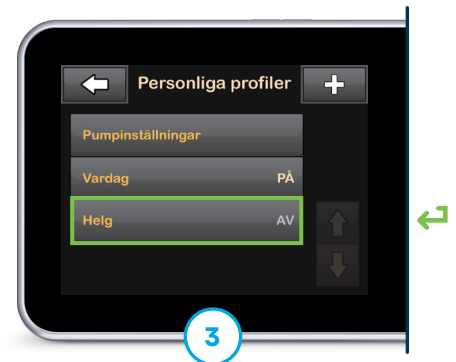 Personliga profiler
Pumpinställningar
Vardag PÅ
Helg AV
3